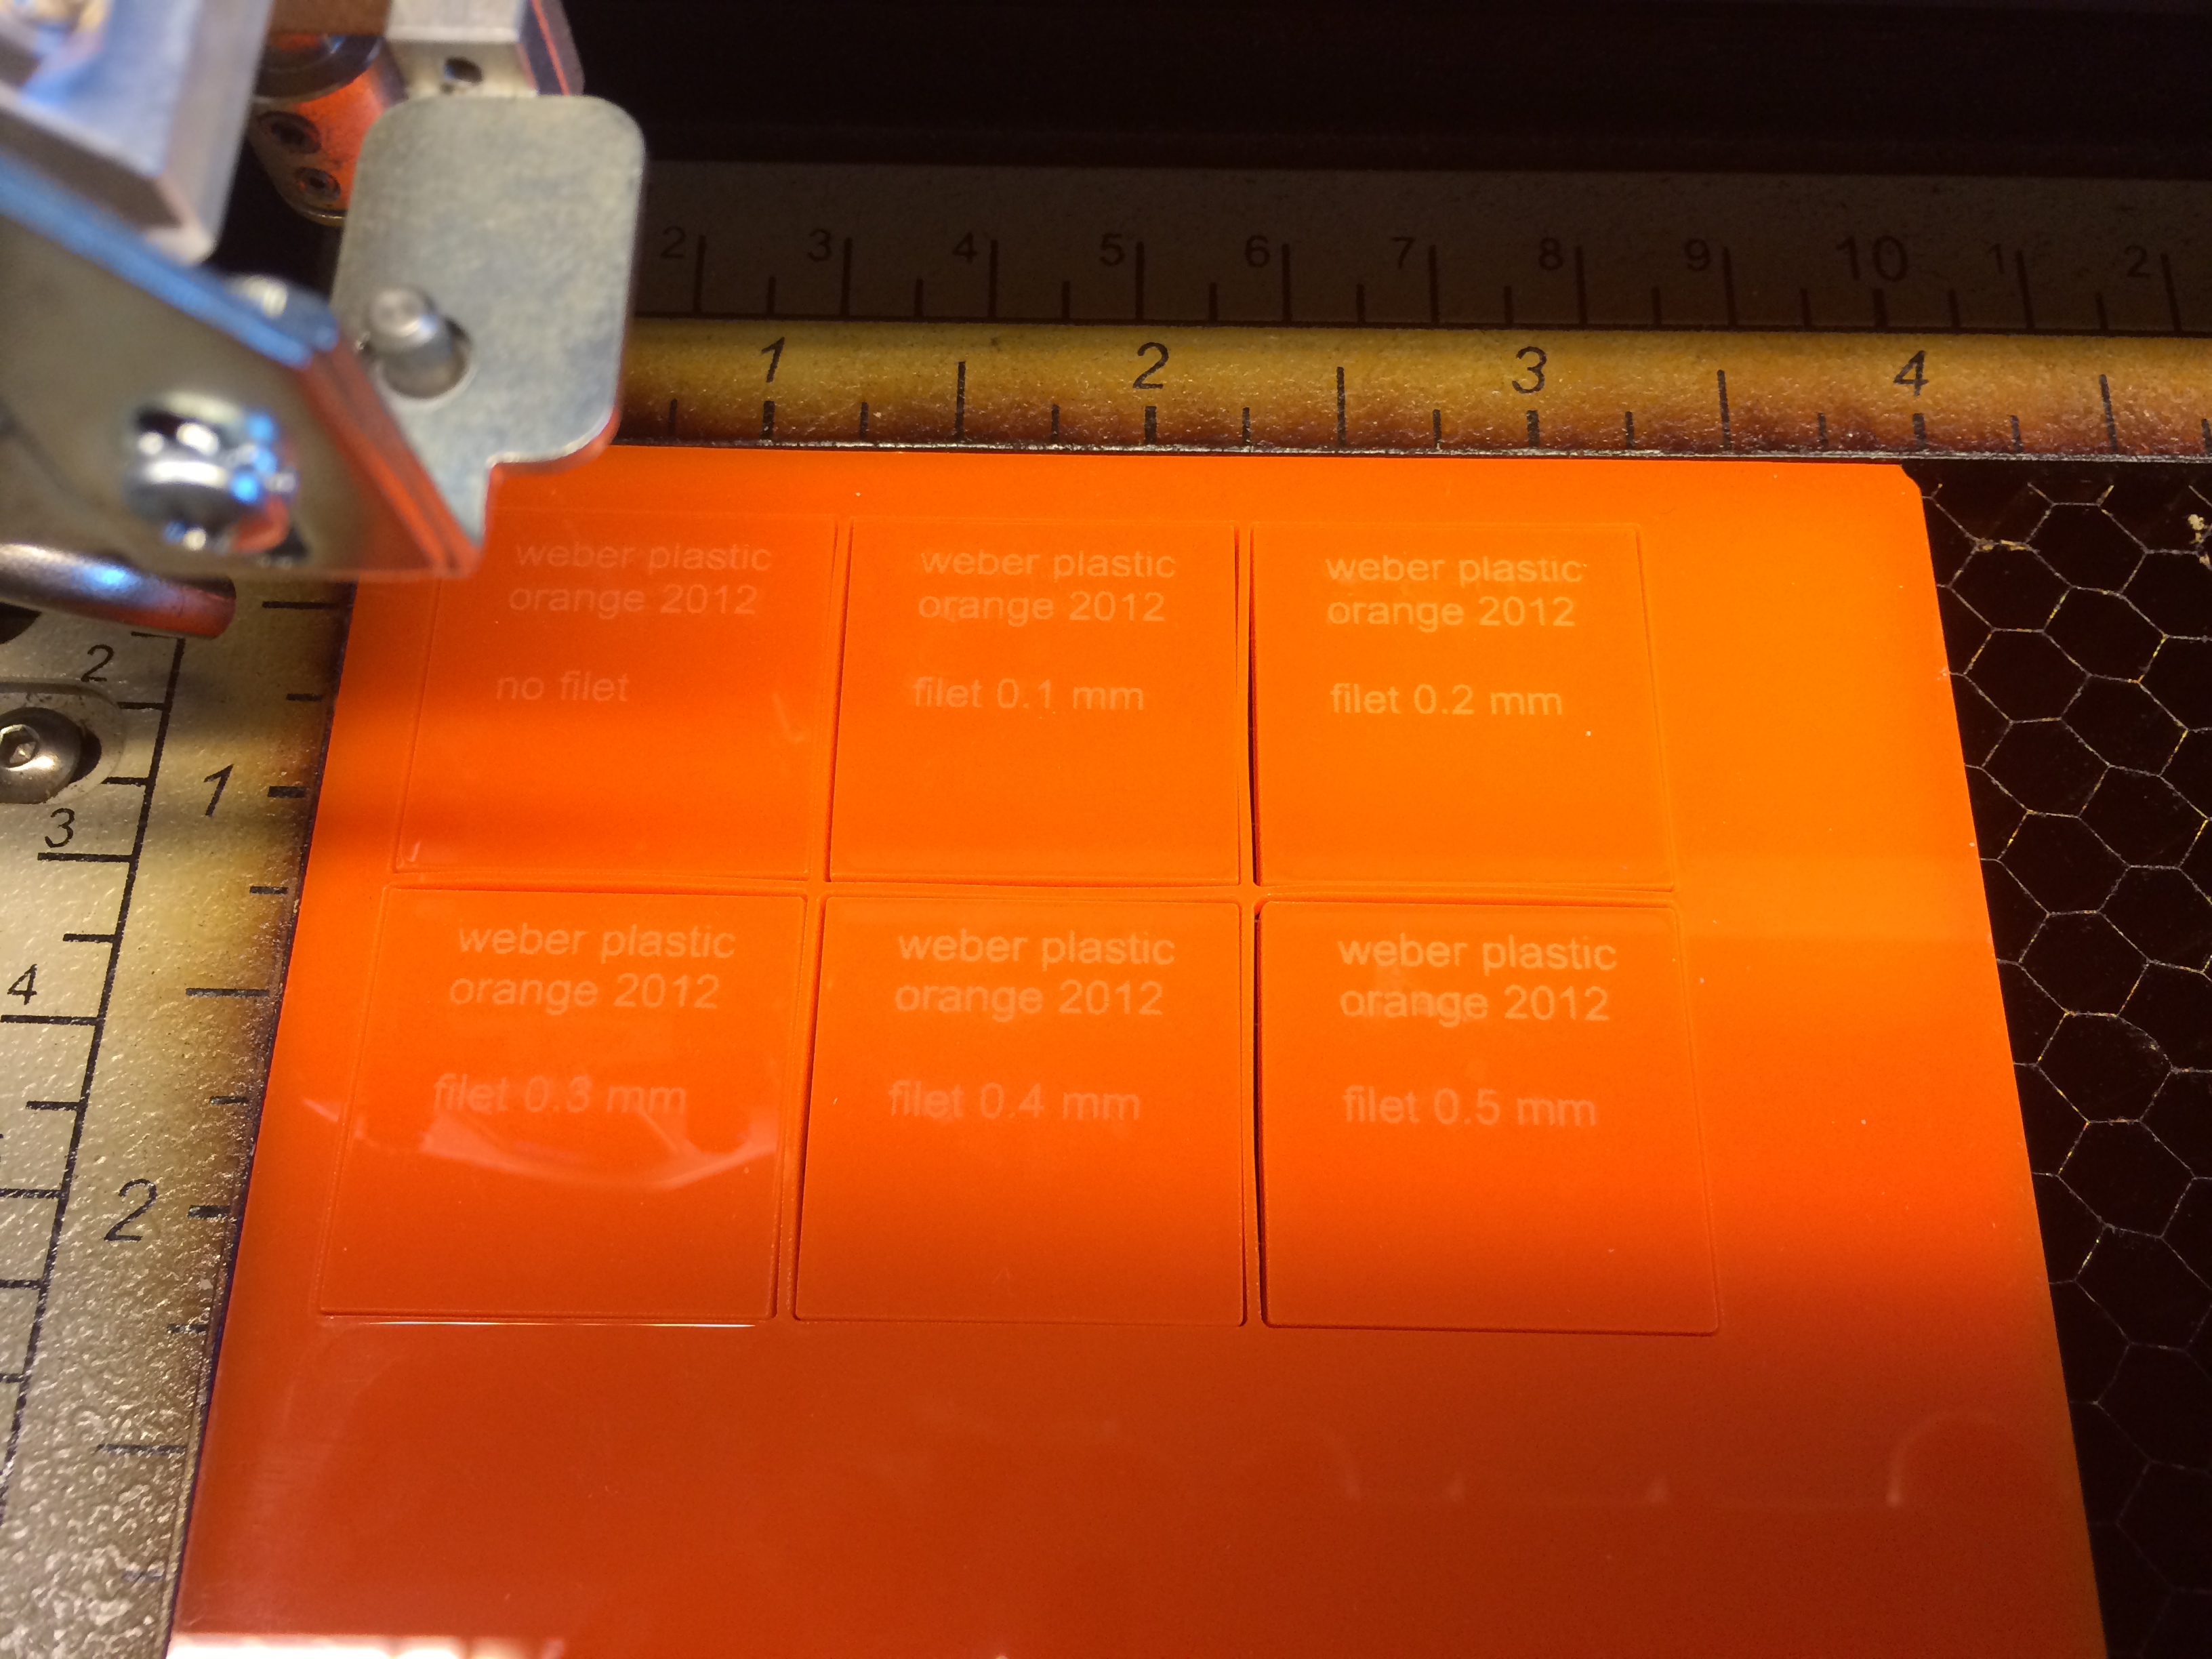 2 3 4 5 6 7 8 9 10 1 2
1 2 3 4
weber plastic
orange 2012
no filet
weber plastic
orange 2012
filet 0.1 mm
weber plastic
orange 2012
filet 0.2 mm
weber plastic
orange 2012
filet 0.3 mm
weber plastic
orange 2012
filet 0.4 mm
weber plastic
orange 2012
filet 0.5 mm
2
3
4
1
2